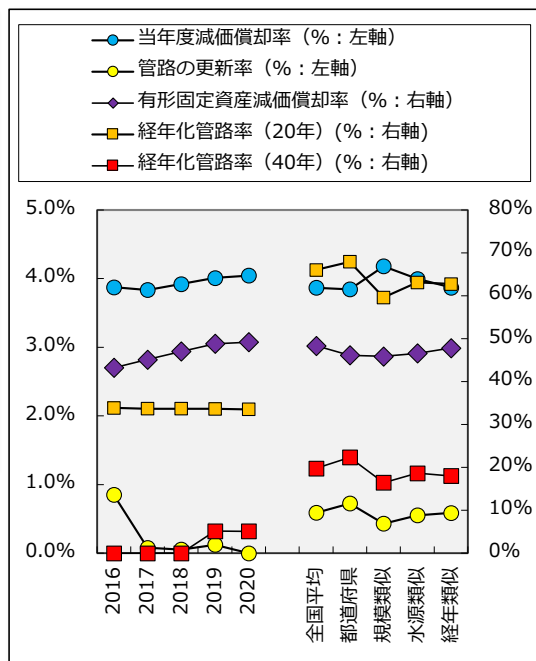 当年度減価償却率（%：左軸）
管路の更新率（%：左軸）
有形固定資産減価償却率（%：右軸）
経年化管路率（20年）(%：右軸)
経年化管路率（40年）(%：右軸)
5.0%
4.0%
3.0%
2.0%
1.0%
0.0%
80%
70%
60%
50%
40%
30%
20%
10%
0%
2016
2017
2018
2019
2020
全国平均
都道府県
規模類似
水源類似
経年類似